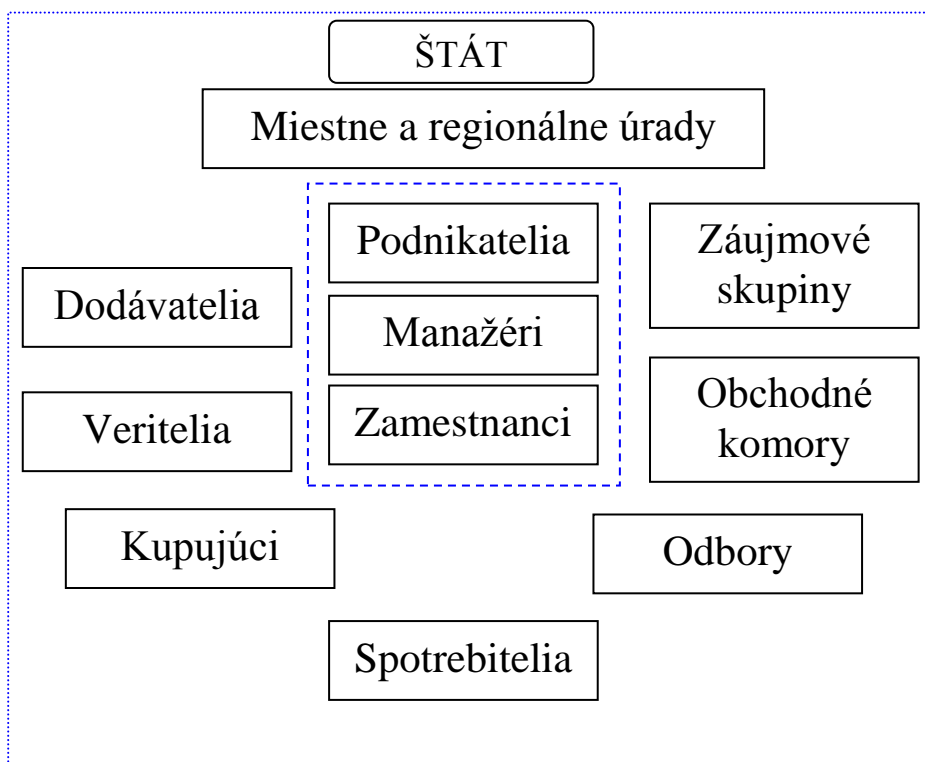 ŠTÁT
Miestne a regionálne úrady
Podnikatelia
Manažéri
Zamestnanci
Dodávatelia
Veritelia
Záujmové
skupiny
Obchodné
komory
Kupujúci
Odbory
Spotrebitelia